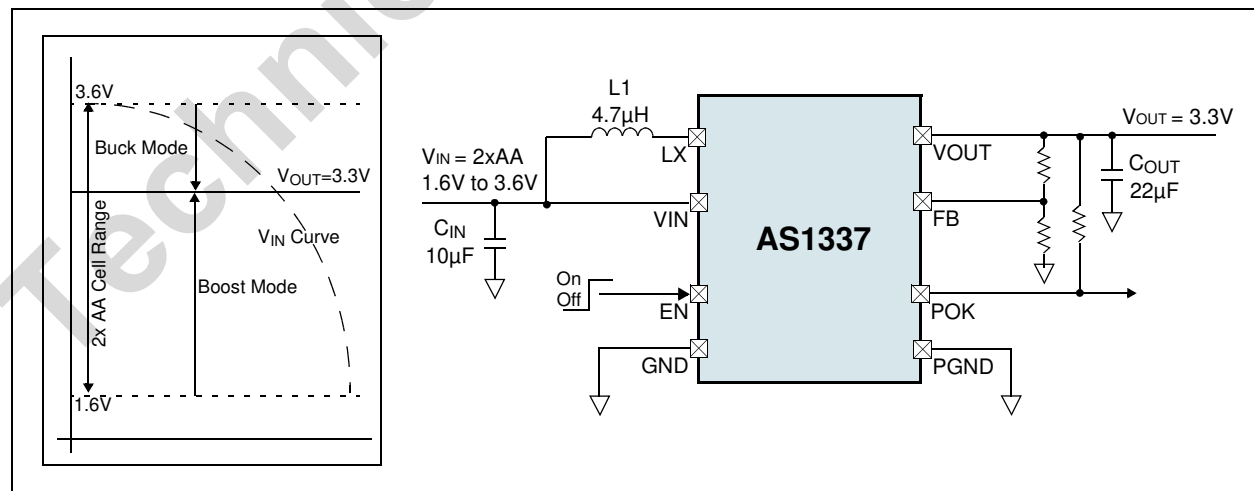 Techni
3.6V
Buck Mode
VOUT=3.3V
2x AA Cell Range
VIN Curve
Boost Mode
1.6V
L1
4.7µH
LX
VIN = 2xAA
1.6V to 3.6V
VIN
CIN
10µF
On
Off
EN
GND
AS1337
VOUT
VOUT = 3.3V
COUT
22µF
FB
POK
PGND